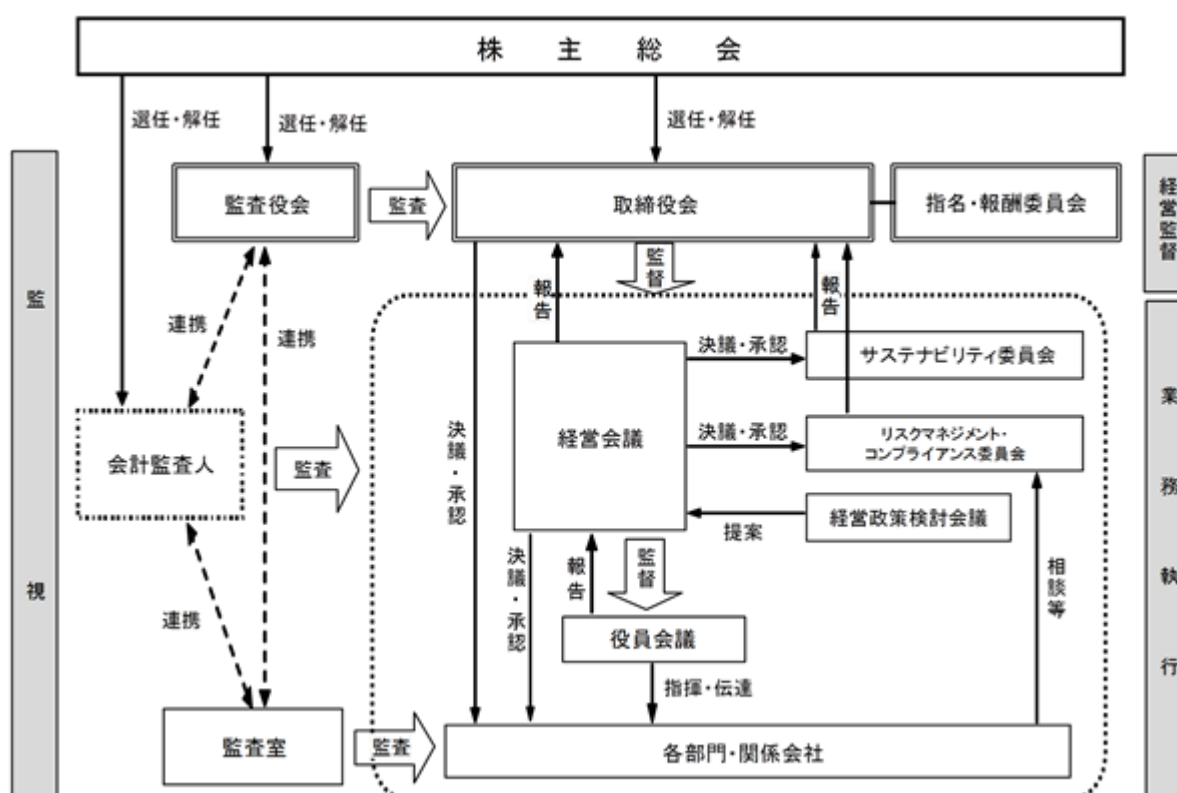 株主総会
選任・解任
選任・解任
選任・解任
監査役会
監査
取締役会
指名・報酬委員会
経営監督
監視
監督
報告
報告
連携
連携
決議・承認
サステナビリティ委員会
経営会議
決議・承認
リスクマネジメント・
コンプライアンス委員会
会計監査人
監査
決議・承認
経営政策検討会議
提案
業務執行
決議・承認
報告
監督
相談等
連携
役員会議
指揮・伝達
監査室
監査
各部門・関係会社